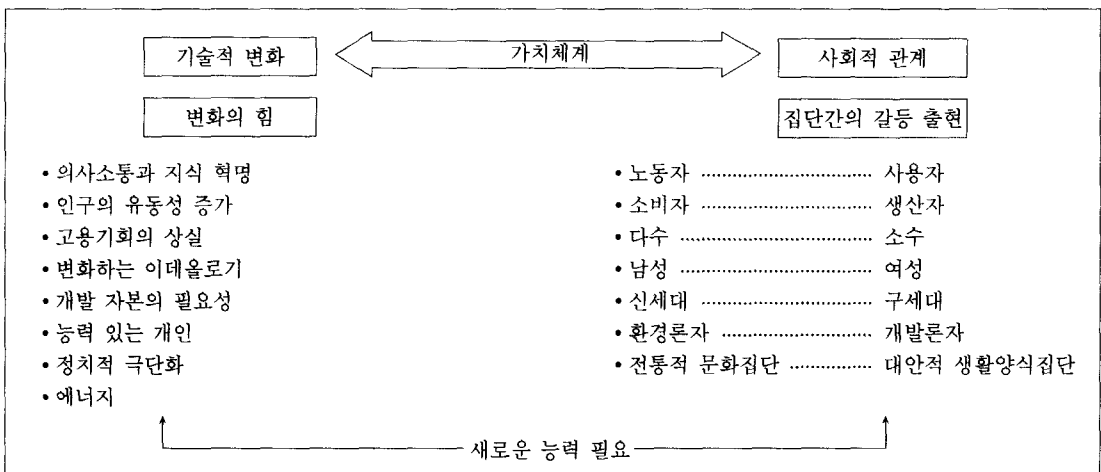 기술적 변화 가치체계 사회적 관계
변화의 힘 집단간의 갈등 출현
• 의사소통과 지식 혁명
• 인구의 유동성 증가
• 고용기회의 상실
• 변화하는 이데올로기
• 개발 자본의 필요성
• 능력 있는 개인
• 정치적 극단화
• 에너지
• 노동자 ································ 사용자
• 소비자 ································ 생산자
• 다수 ································ 소수
• 남성 ································ 여성
• 신세대 ································ 구세대
• 환경론자 ···························· 개발론자
• 전통적 문화집단 ················ 대안적 생활양식집단
새로운 능력 필요